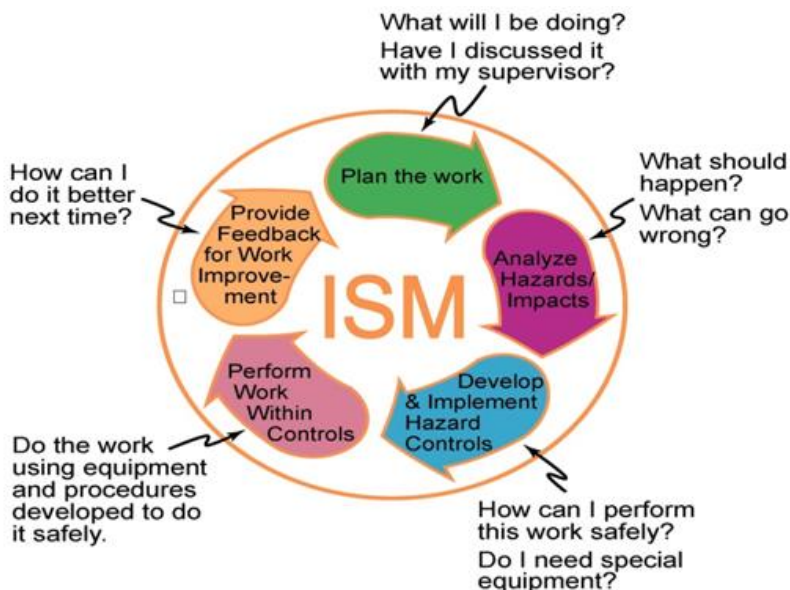 What will I be doing?
Have I discussed it
with my supervisor?
Plan the work
What should
happen?
What can go
wrong?
Analyze
Hazards/
Impacts
Develop
& Implement
Hazard
Controls
How can I perform
this work safely?
Do I need special
equipment?
Perform
Work
Within
Controls
Do the work
using equipment
and procedures
developed to do
it safely.
Provide
Feedback
for Work
Improve-
ment
How can I
do it better
next time?
ISM